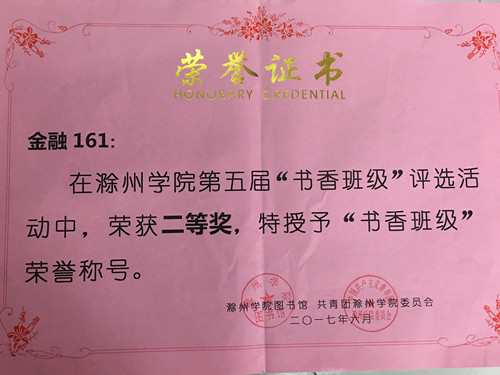 荣誉证书
HONORARY CREDENTIAL
金融161：
在滁州学院第五届“书香班级”评选活
动中，荣获二等奖，特授予“书香班级”
荣誉称号。
滁州学院图书馆 共青团滁州学院委员会
二〇一七年六月